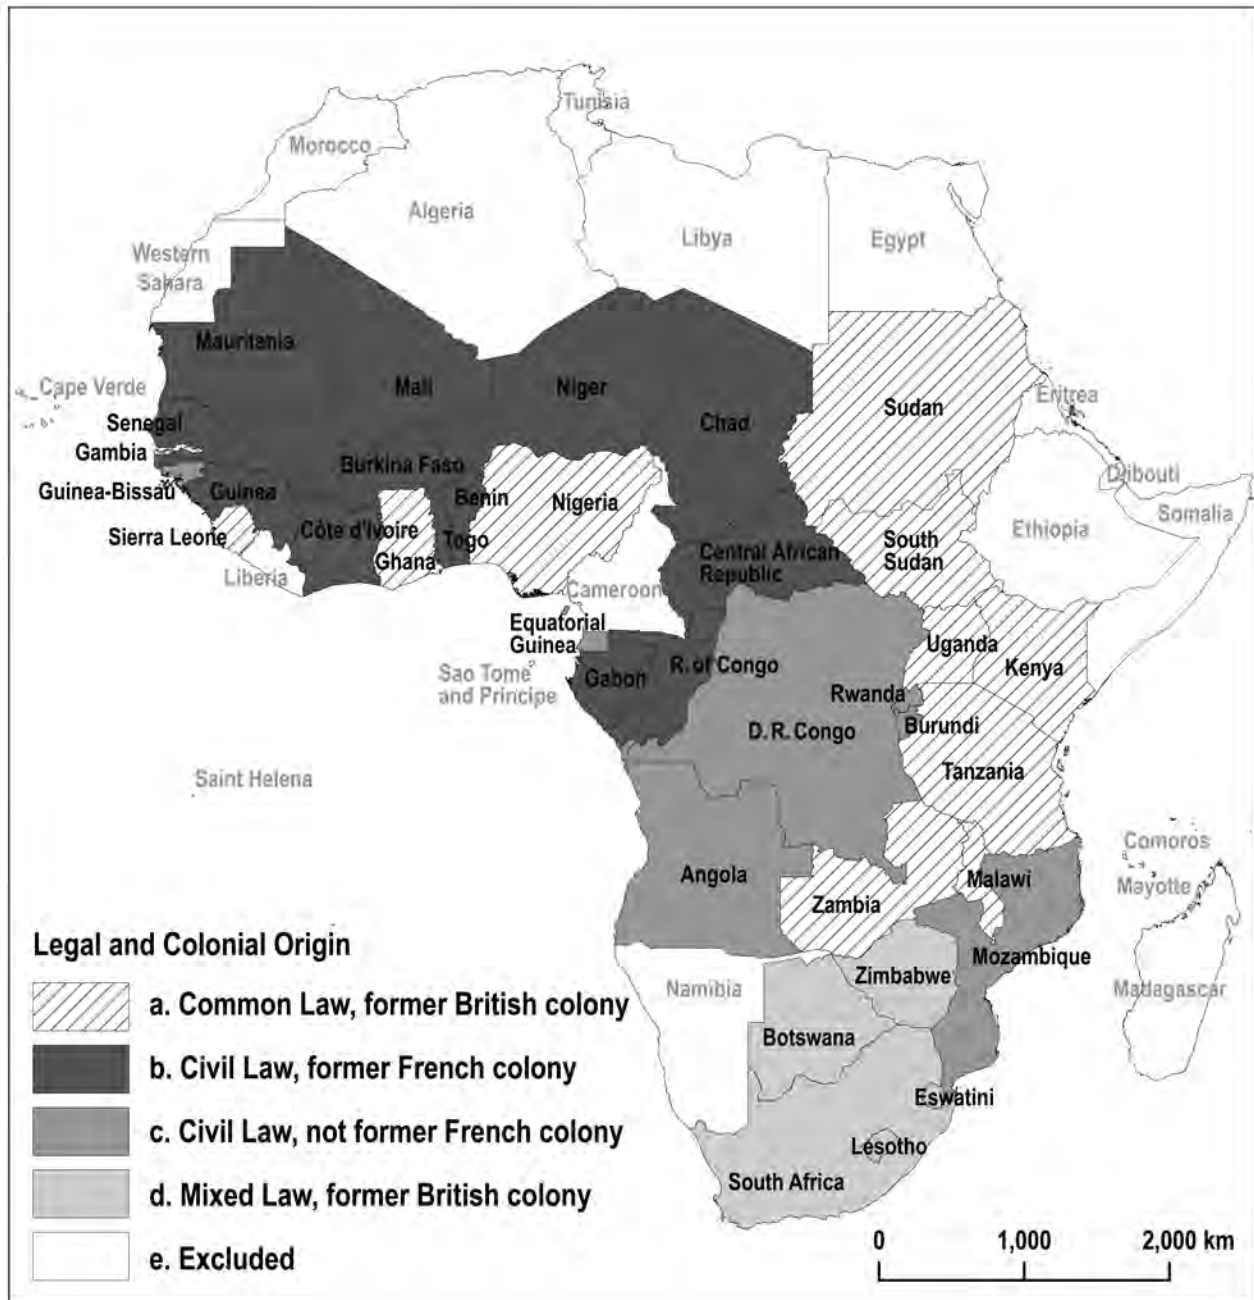 Tunisia
Morocco
Algeria
Libya
Egypt
Western
Sahara
Mauritania
Cape Verde
Mali
Niger
Sudan
Eritrea
Senegal
Chad
Gambia
Burkina Faso
Djibouti
Guinea-Bissau
Guinea
Benin
Nigeria
Somalia
Sierra Leone
Côte d'Ivoire
Togo
Ghana
South
Sudan
Ethiopia
Liberia
Central African
Republic
Cameroon
Equatorial
Guinea
Uganda
Kenya
Sao Tome
and Principe
Gabon
R. of Congo
Rwanda
D. R. Congo
Burundi
Tanzania
Saint Helena
Comoros
Angola
Malawi
Mayotte
Zambia
Mozambique
Zimbabwe
Namibia
Madagascar
Botswana
Eswatini
Lesotho
South Africa
Legal and Colonial Origin
a. Common Law, former British colony
b. Civil Law, former French colony
c. Civil Law, not former French colony
d. Mixed Law, former British colony
e. Excluded
0 1,000 2,000 km